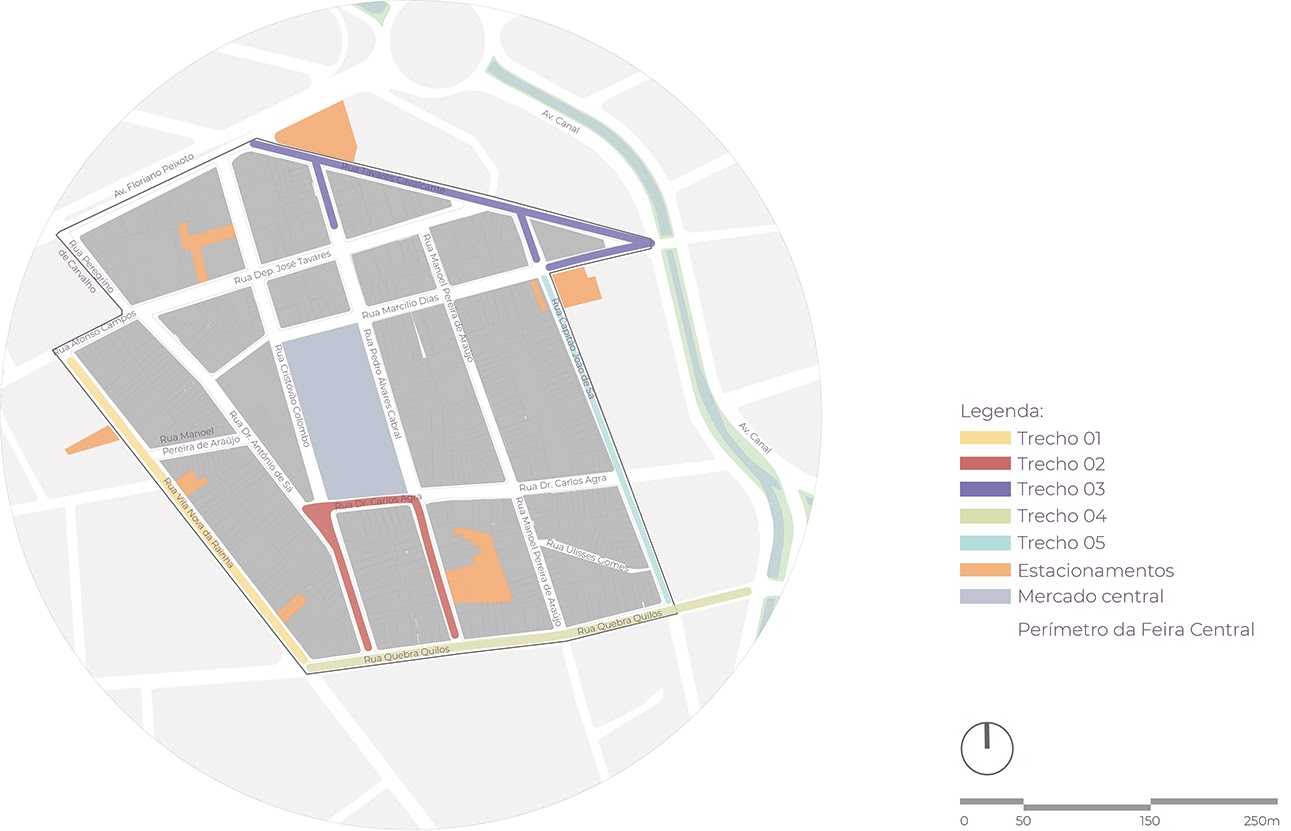 Av. Canal
Av. Floriano Peixoto
Rua Tavares Cavalcante
Rua Peregrino
de Carvalho
Rua Dep. José Tavares
Rua Manoel Pereira de Araújo
Rua Marcílio Dias
Rua Capitão João de Sá
Rua Afonso Campos
Rua Cristóvão Colombo
Rua Pedro Álvares Cabral
Rua Dr. Antônio de Sá
Rua Manoel
Pereira de Araújo
Av. Canal
Rua Vila Nova da Rainha
Rua Dr. Carlos Agra
Rua Dr. Carlos Agra
Rua Manoel Pereira de Araújo
Rua Ulisses Gomes
Rua Quebra Quilos
Rua Quebra Quilos
Legenda:
Trecho 01
Trecho 02
Trecho 03
Trecho 04
Trecho 05
Estacionamentos
Mercado central
Perímetro da Feira Central
0 50 150 250m